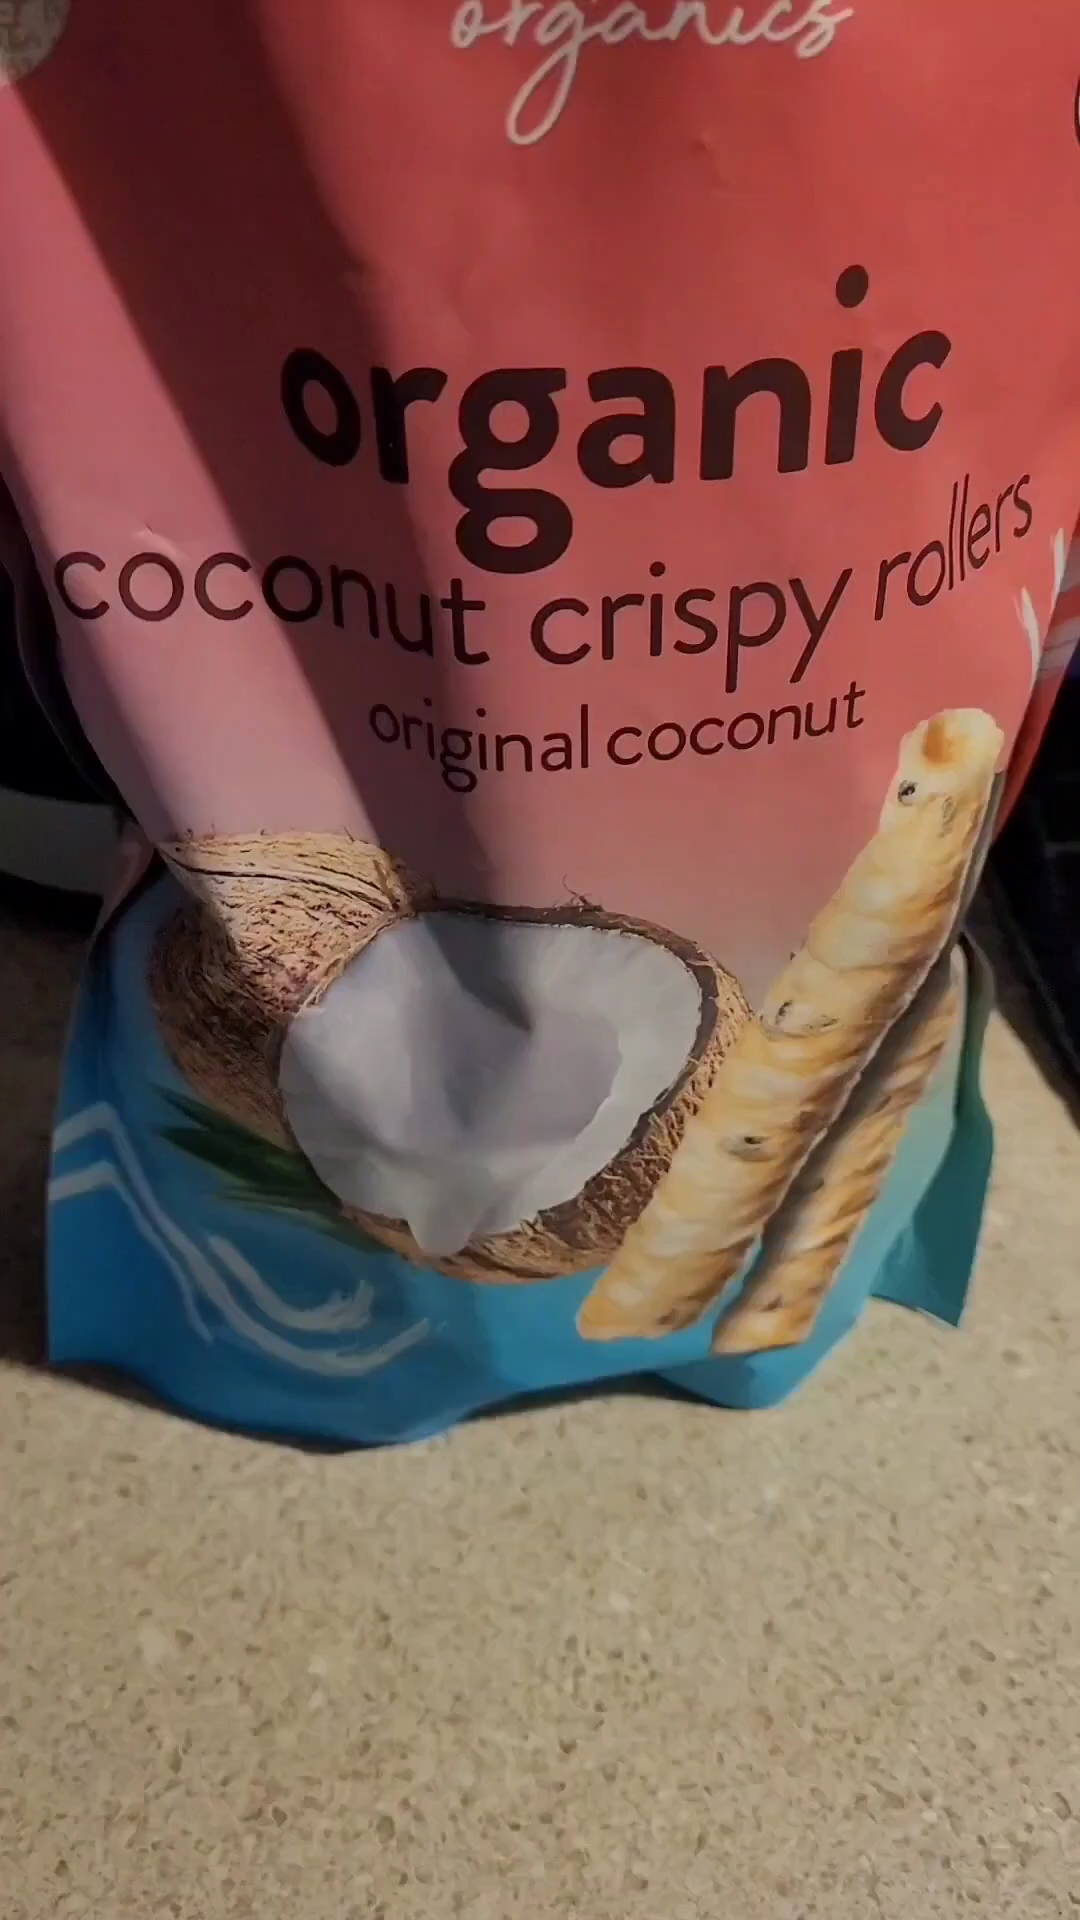 organics
organic
coconut crispy rollers
original coconut